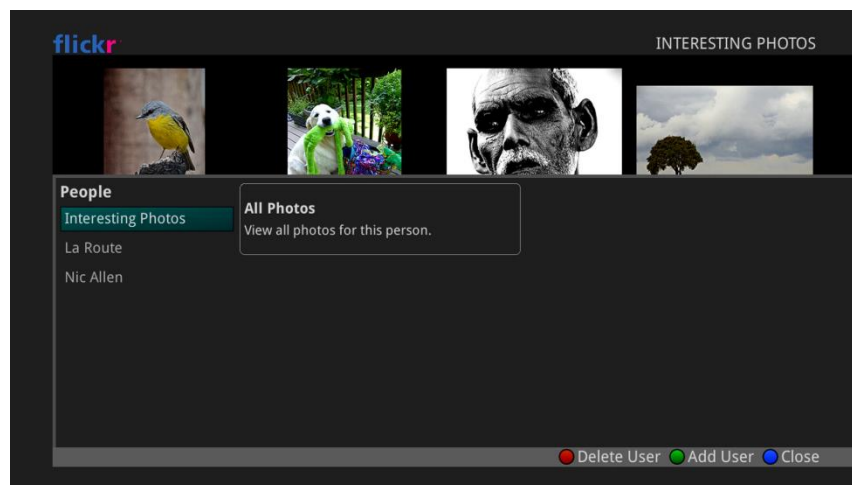 flickr
INTERESTING PHOTOS
People
Interesting Photos
La Route
Nic Allen
All Photos
View all photos for this person.
Delete User Add User Close